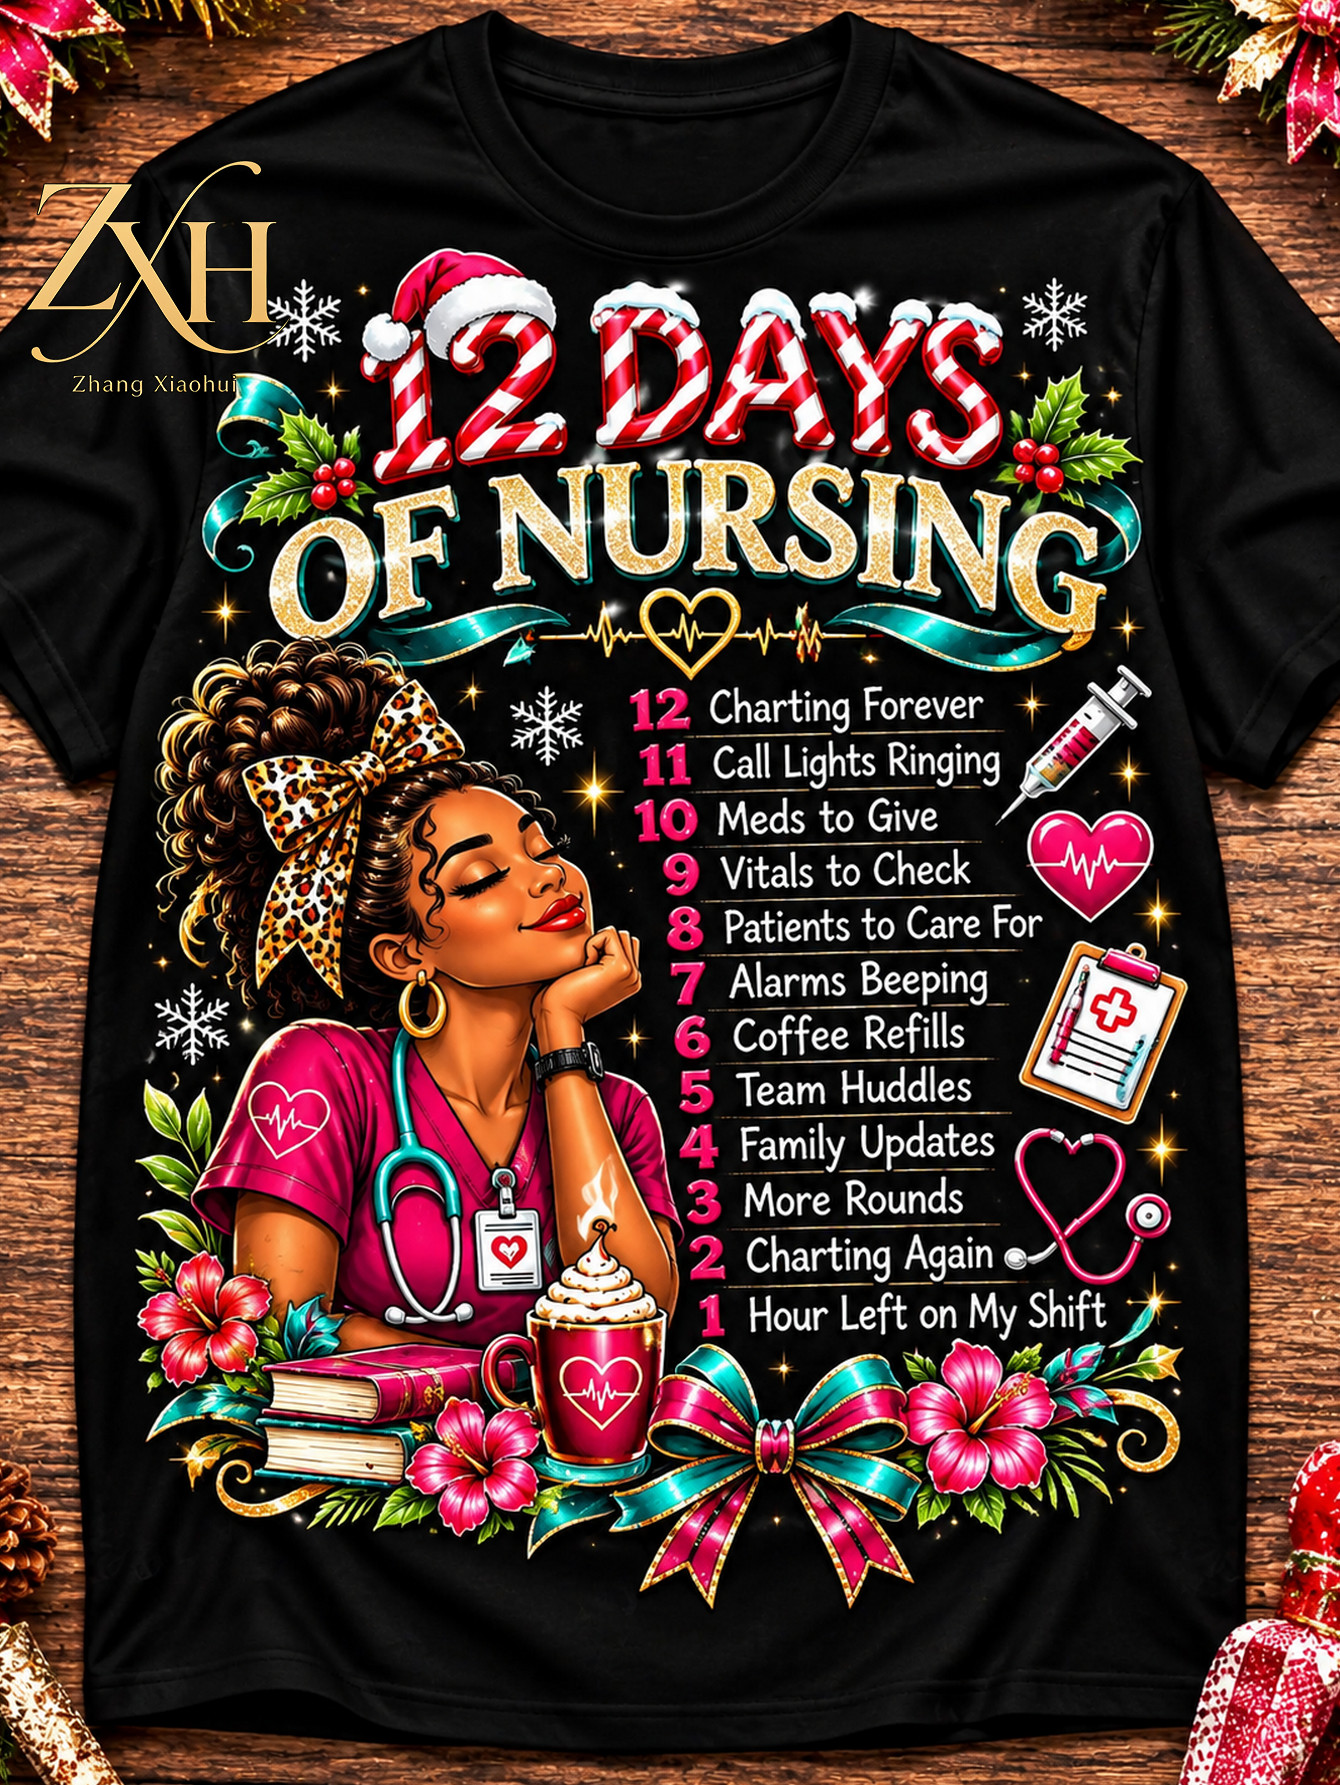 ZXH
Zhang Xiaohui
12 DAYS
OF NURSING
12 Charting Forever
11 Call Lights Ringing
10 Meds to Give
9 Vitals to Check
8 Patients to Care For
7 Alarms Beeping
6 Coffee Refills
5 Team Huddles
4 Family Updates
3 More Rounds
2 Charting Again
1 Hour Left on My Shift